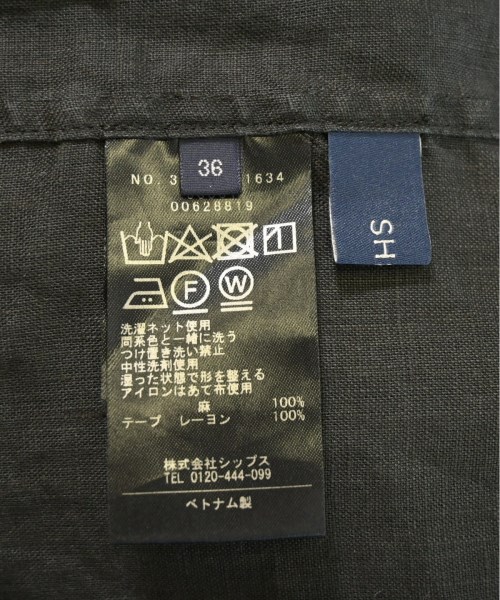 36
NO. 3 1634
00628819
F W
洗濯ネット使用
同系色と一緒に洗う
つけ置き洗い禁止
中性洗剤使用
湿った状態で形を整える
アイロンはあて布使用
麻 100%
テープ レーヨン 100%
株式会社シップス
TEL 0120-444-099
ベトナム製
SH